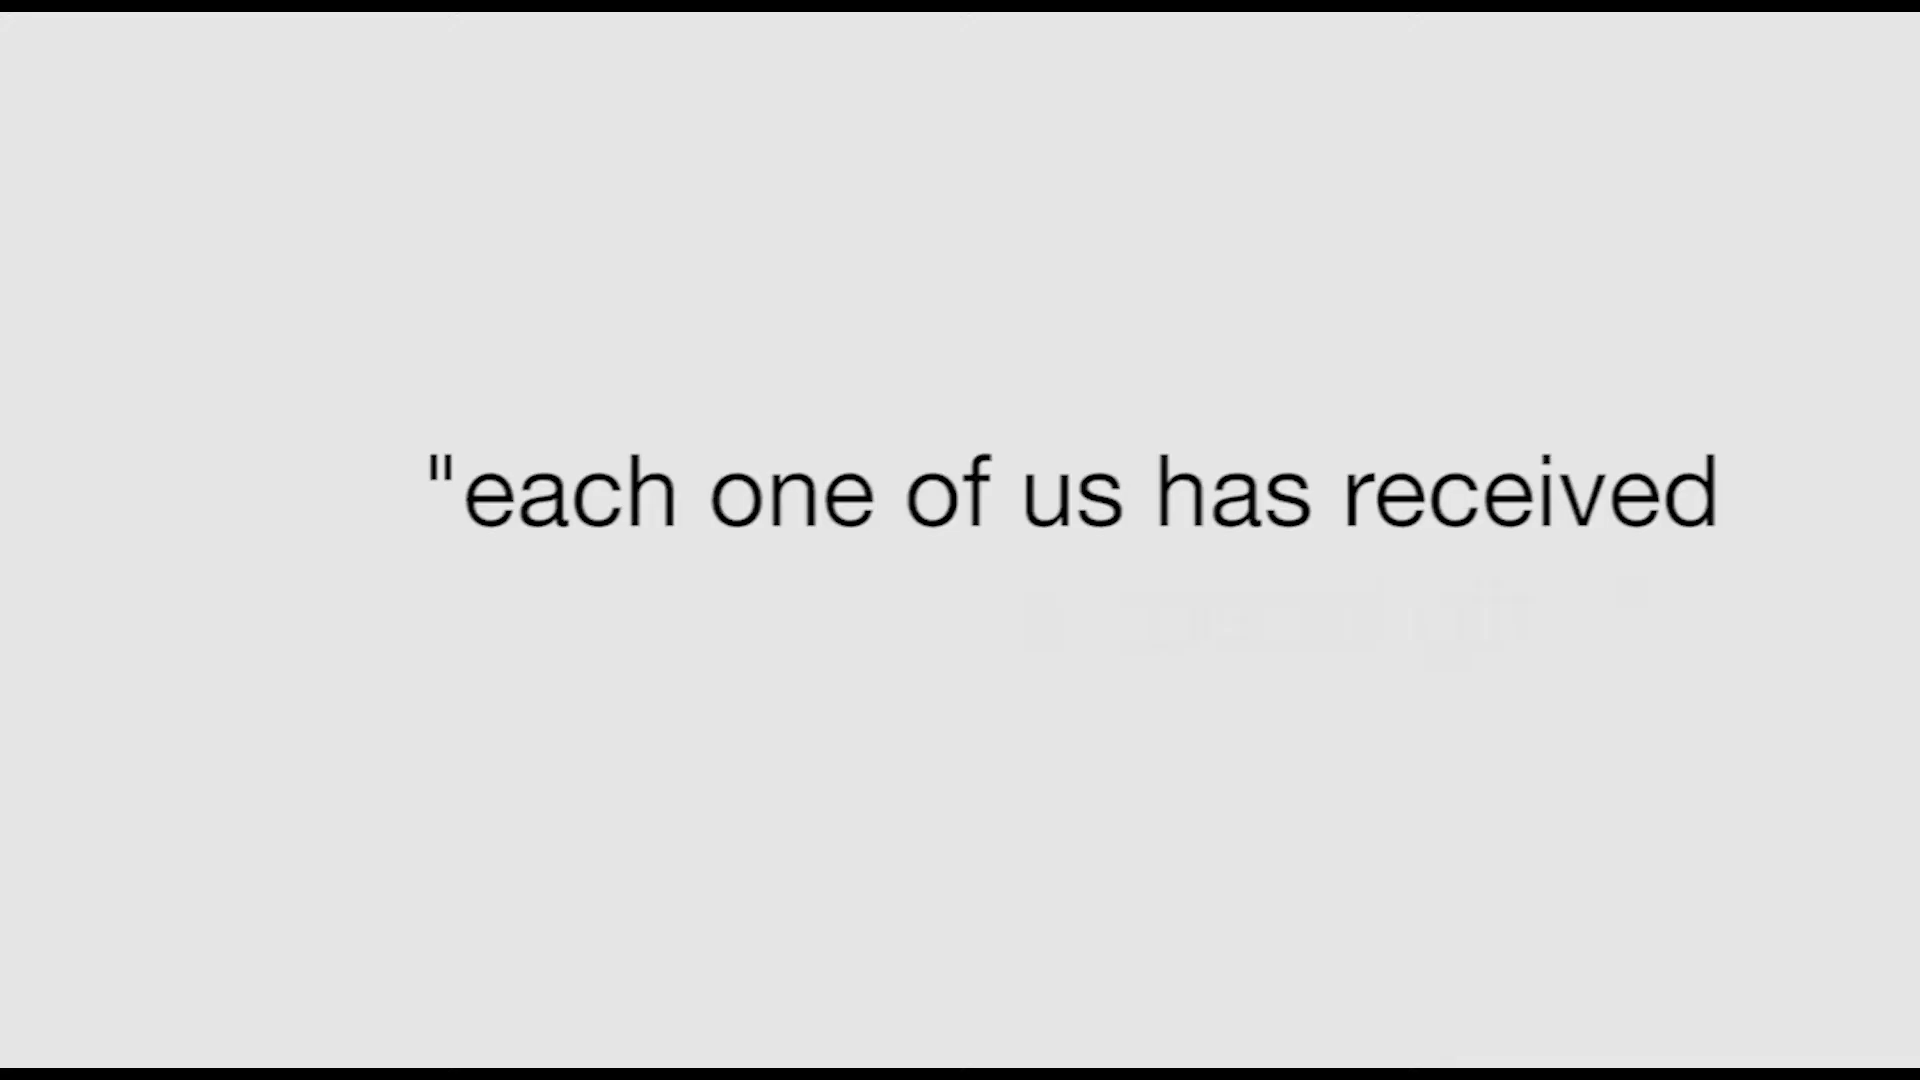 "each one of us has received